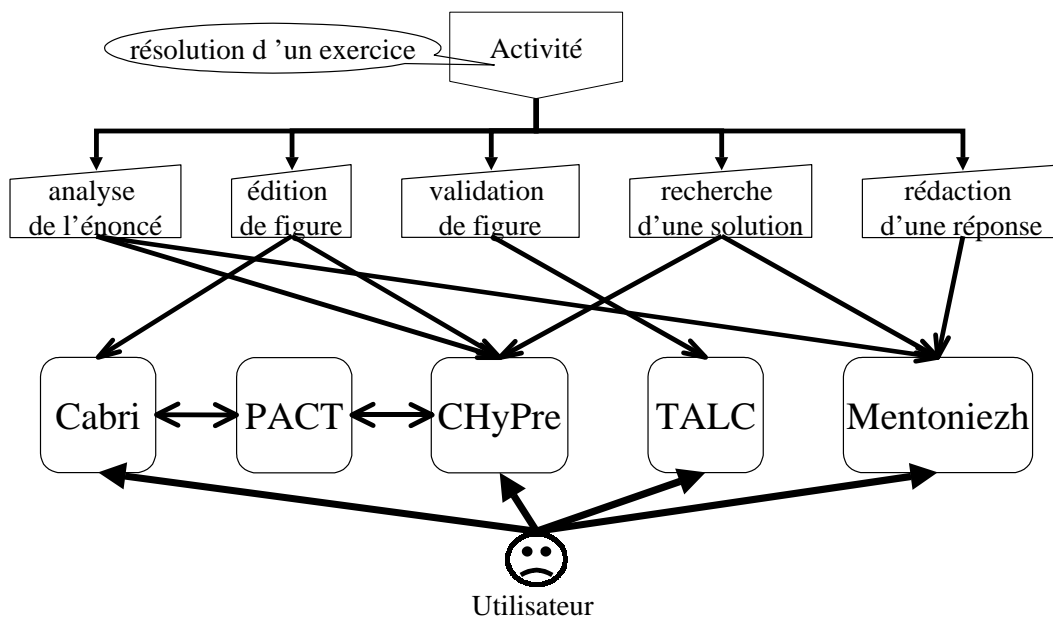 résolution d ’un exercice
Activité
analyse
de l’énoncé
édition
de figure
validation
de figure
recherche
d’une solution
rédaction
d’une réponse
Cabri
PACT
CHyPre
TALC
Mentoniezh
Utilisateur